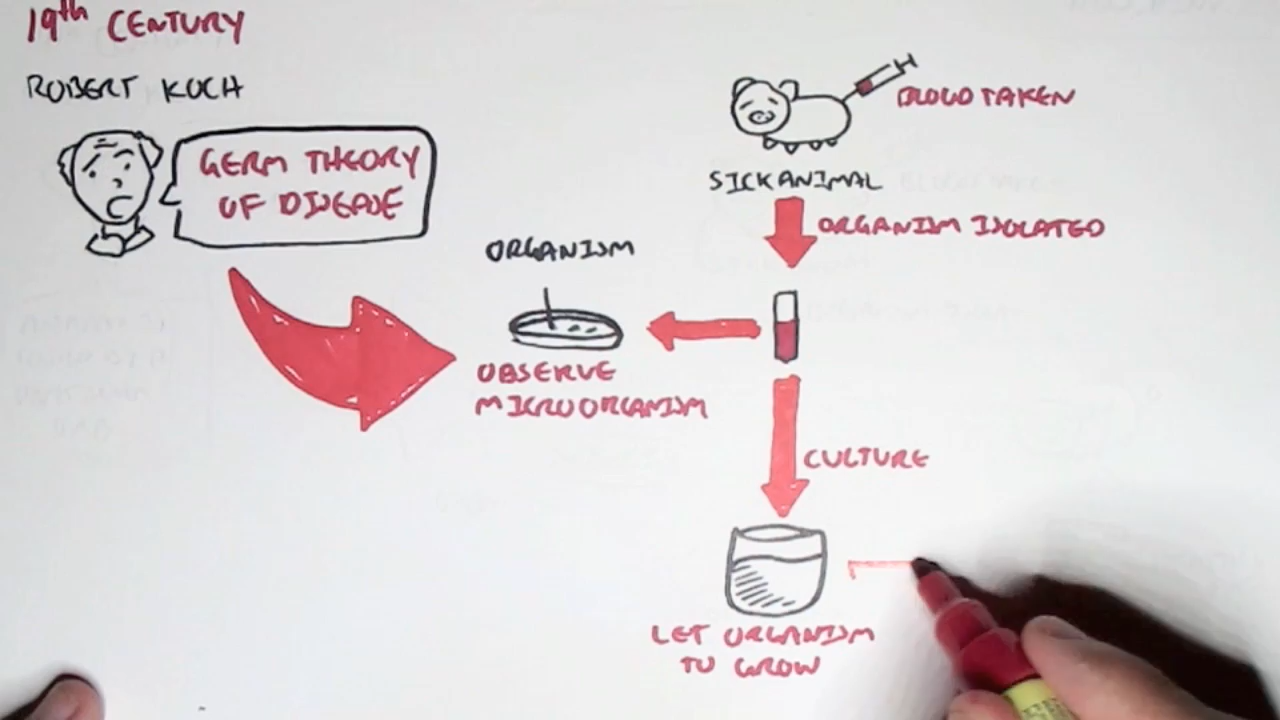 19th CENTURY
ROBERT KOCH
GERM THEORY
OF DISEASE
BLOOD TAKEN
SICK ANIMAL
ORGANISM ISOLATED
ORGANISM
OBSERVE
MICROORGANISM
CULTURE
LET ORGANISM
TO GROW